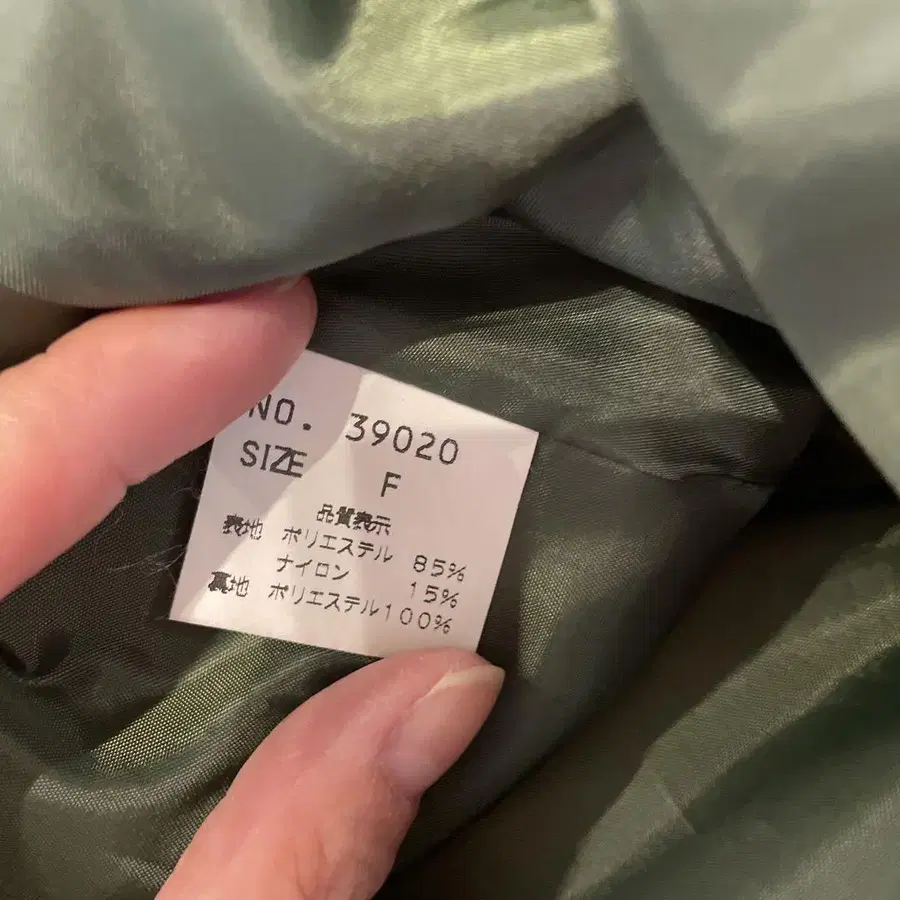 NO. 39020
SIZE F
品質表示
表地 ポリエステル 85%
ナイロン 15%
裏地 ポリエステル100%